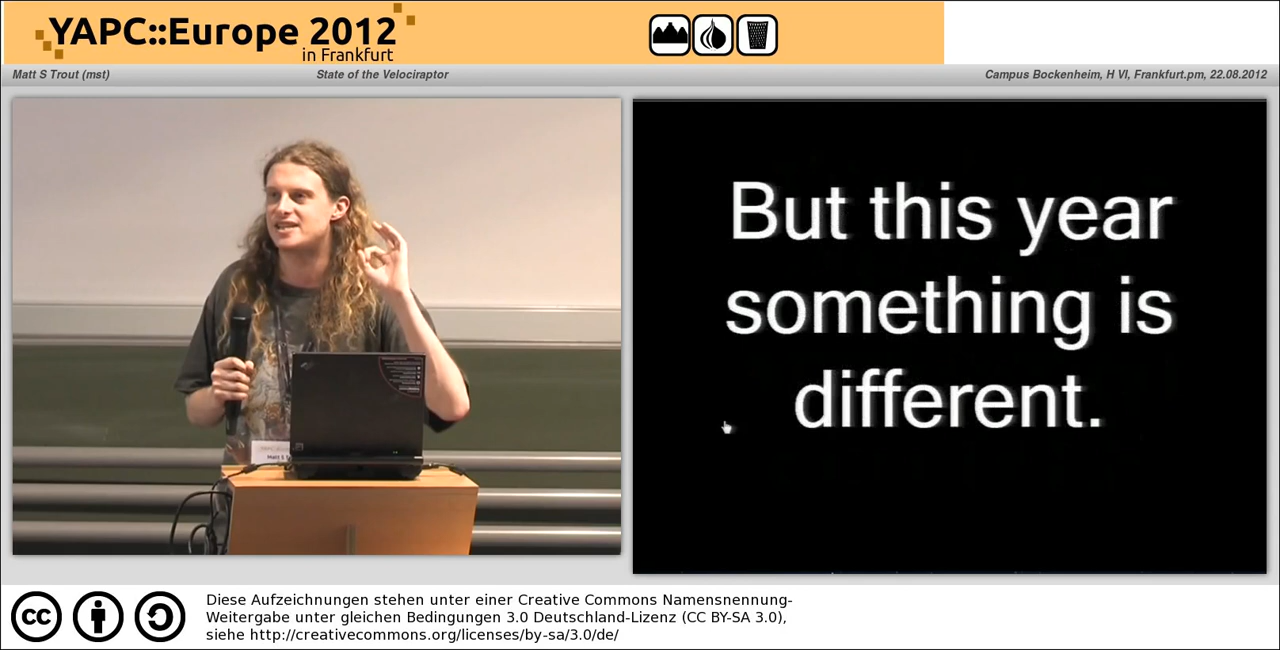 YAPC::Europe 2012
in Frankfurt
Matt S Trout (mst) State of the Velociraptor Campus Bockenheim, H VI, Frankfurt.pm, 22.08.2012
But this year
something is
different.
Matt S
cc
Diese Aufzeichnungen stehen unter einer Creative Commons Namensnennung-
Weitergabe unter gleichen Bedingungen 3.0 Deutschland-Lizenz (CC BY-SA 3.0),
siehe http://creativecommons.org/licenses/by-sa/3.0/de/